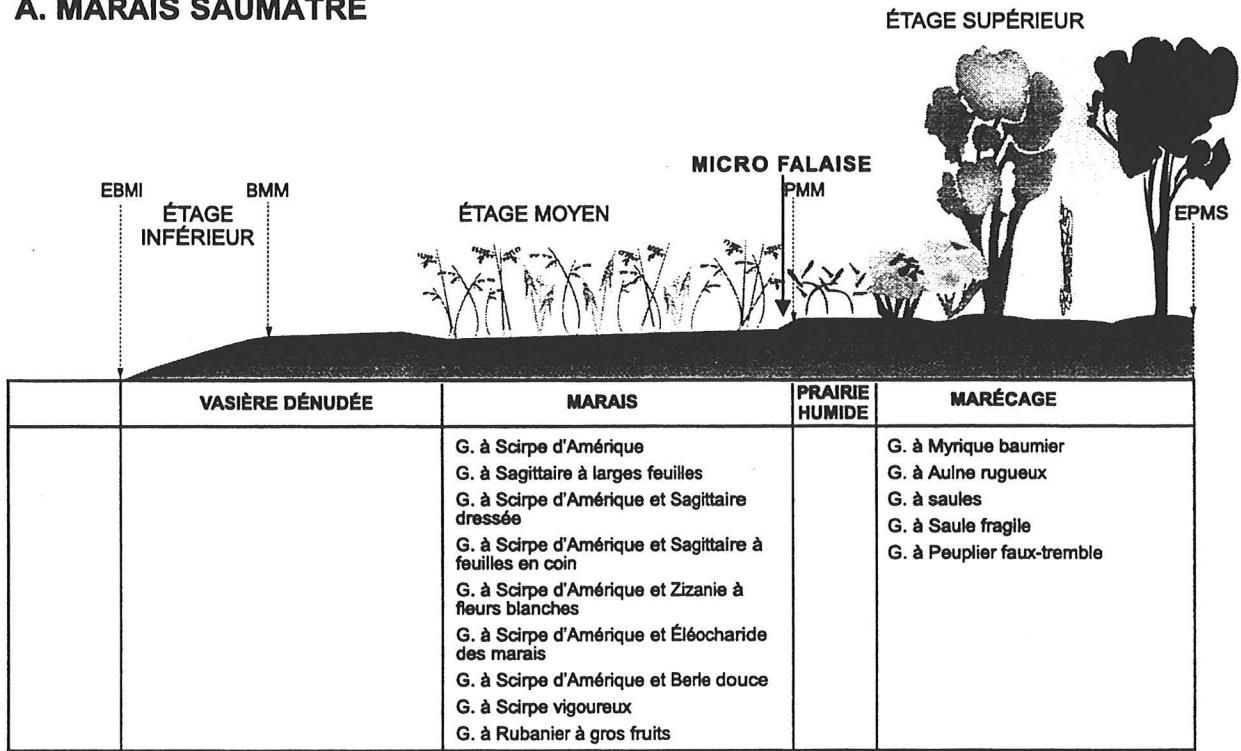 A. MARAIS SAUMÂTRE
ÉTAGE SUPÉRIEUR
MICRO FALAISE
EBMI
BMM
PMM
EPMS
ÉTAGE
INFÉRIEUR
ÉTAGE MOYEN
VASIÈRE DÉNUDÉE
MARAIS
PRAIRIE
HUMIDE
MARÉCAGE
G. à Scirpe d'Amérique
G. à Sagittaire à larges feuilles
G. à Scirpe d'Amérique et Sagittaire
dressée
G. à Scirpe d'Amérique et Sagittaire à
feuilles en coin
G. à Scirpe d'Amérique et Zizanie à
fleurs blanches
G. à Scirpe d'Amérique et Éléocharide
des marais
G. à Scirpe d'Amérique et Berle douce
G. à Scirpe vigoureux
G. à Rubanier à gros fruits
G. à Myrique baumier
G. à Aulne rugueux
G. à saules
G. à Saule fragile
G. à Peuplier faux-tremble